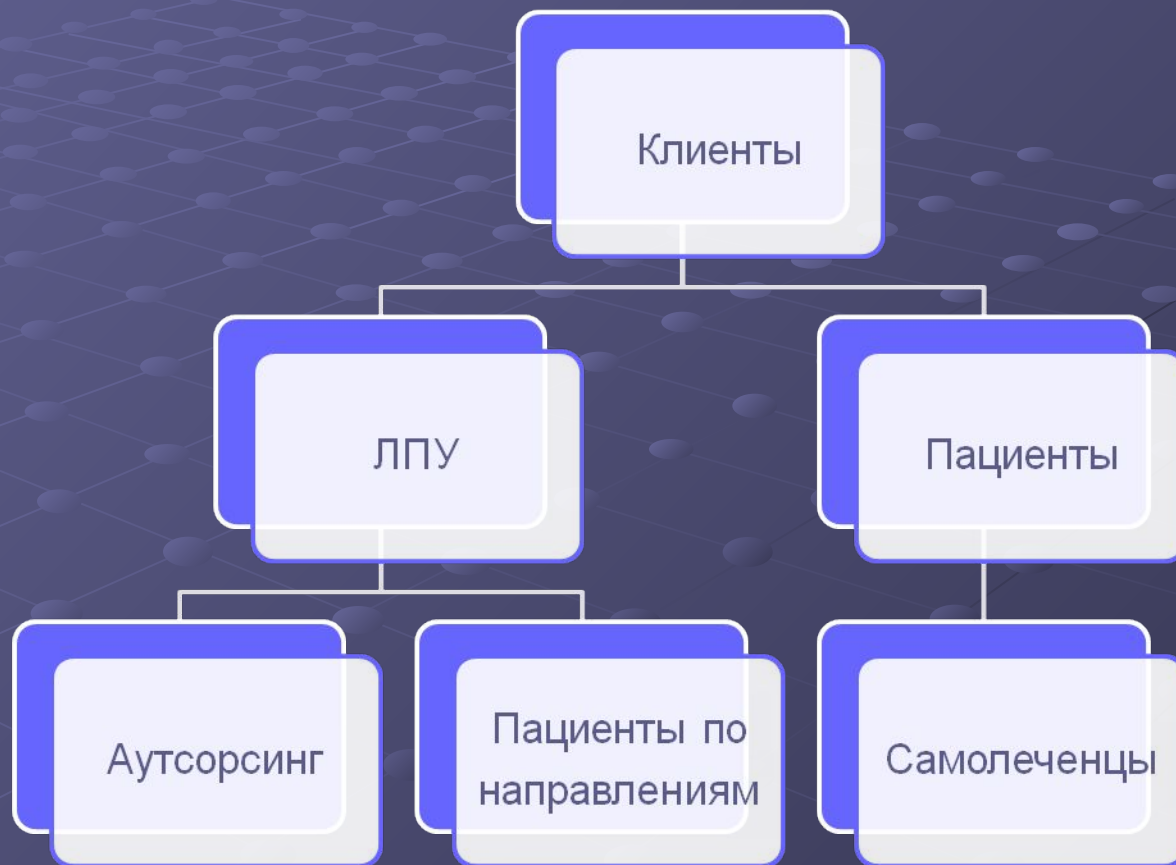 Клиенты
ЛПУ
Пациенты
Аутсорсинг
Пациенты по
направлениям
Самолеченцы